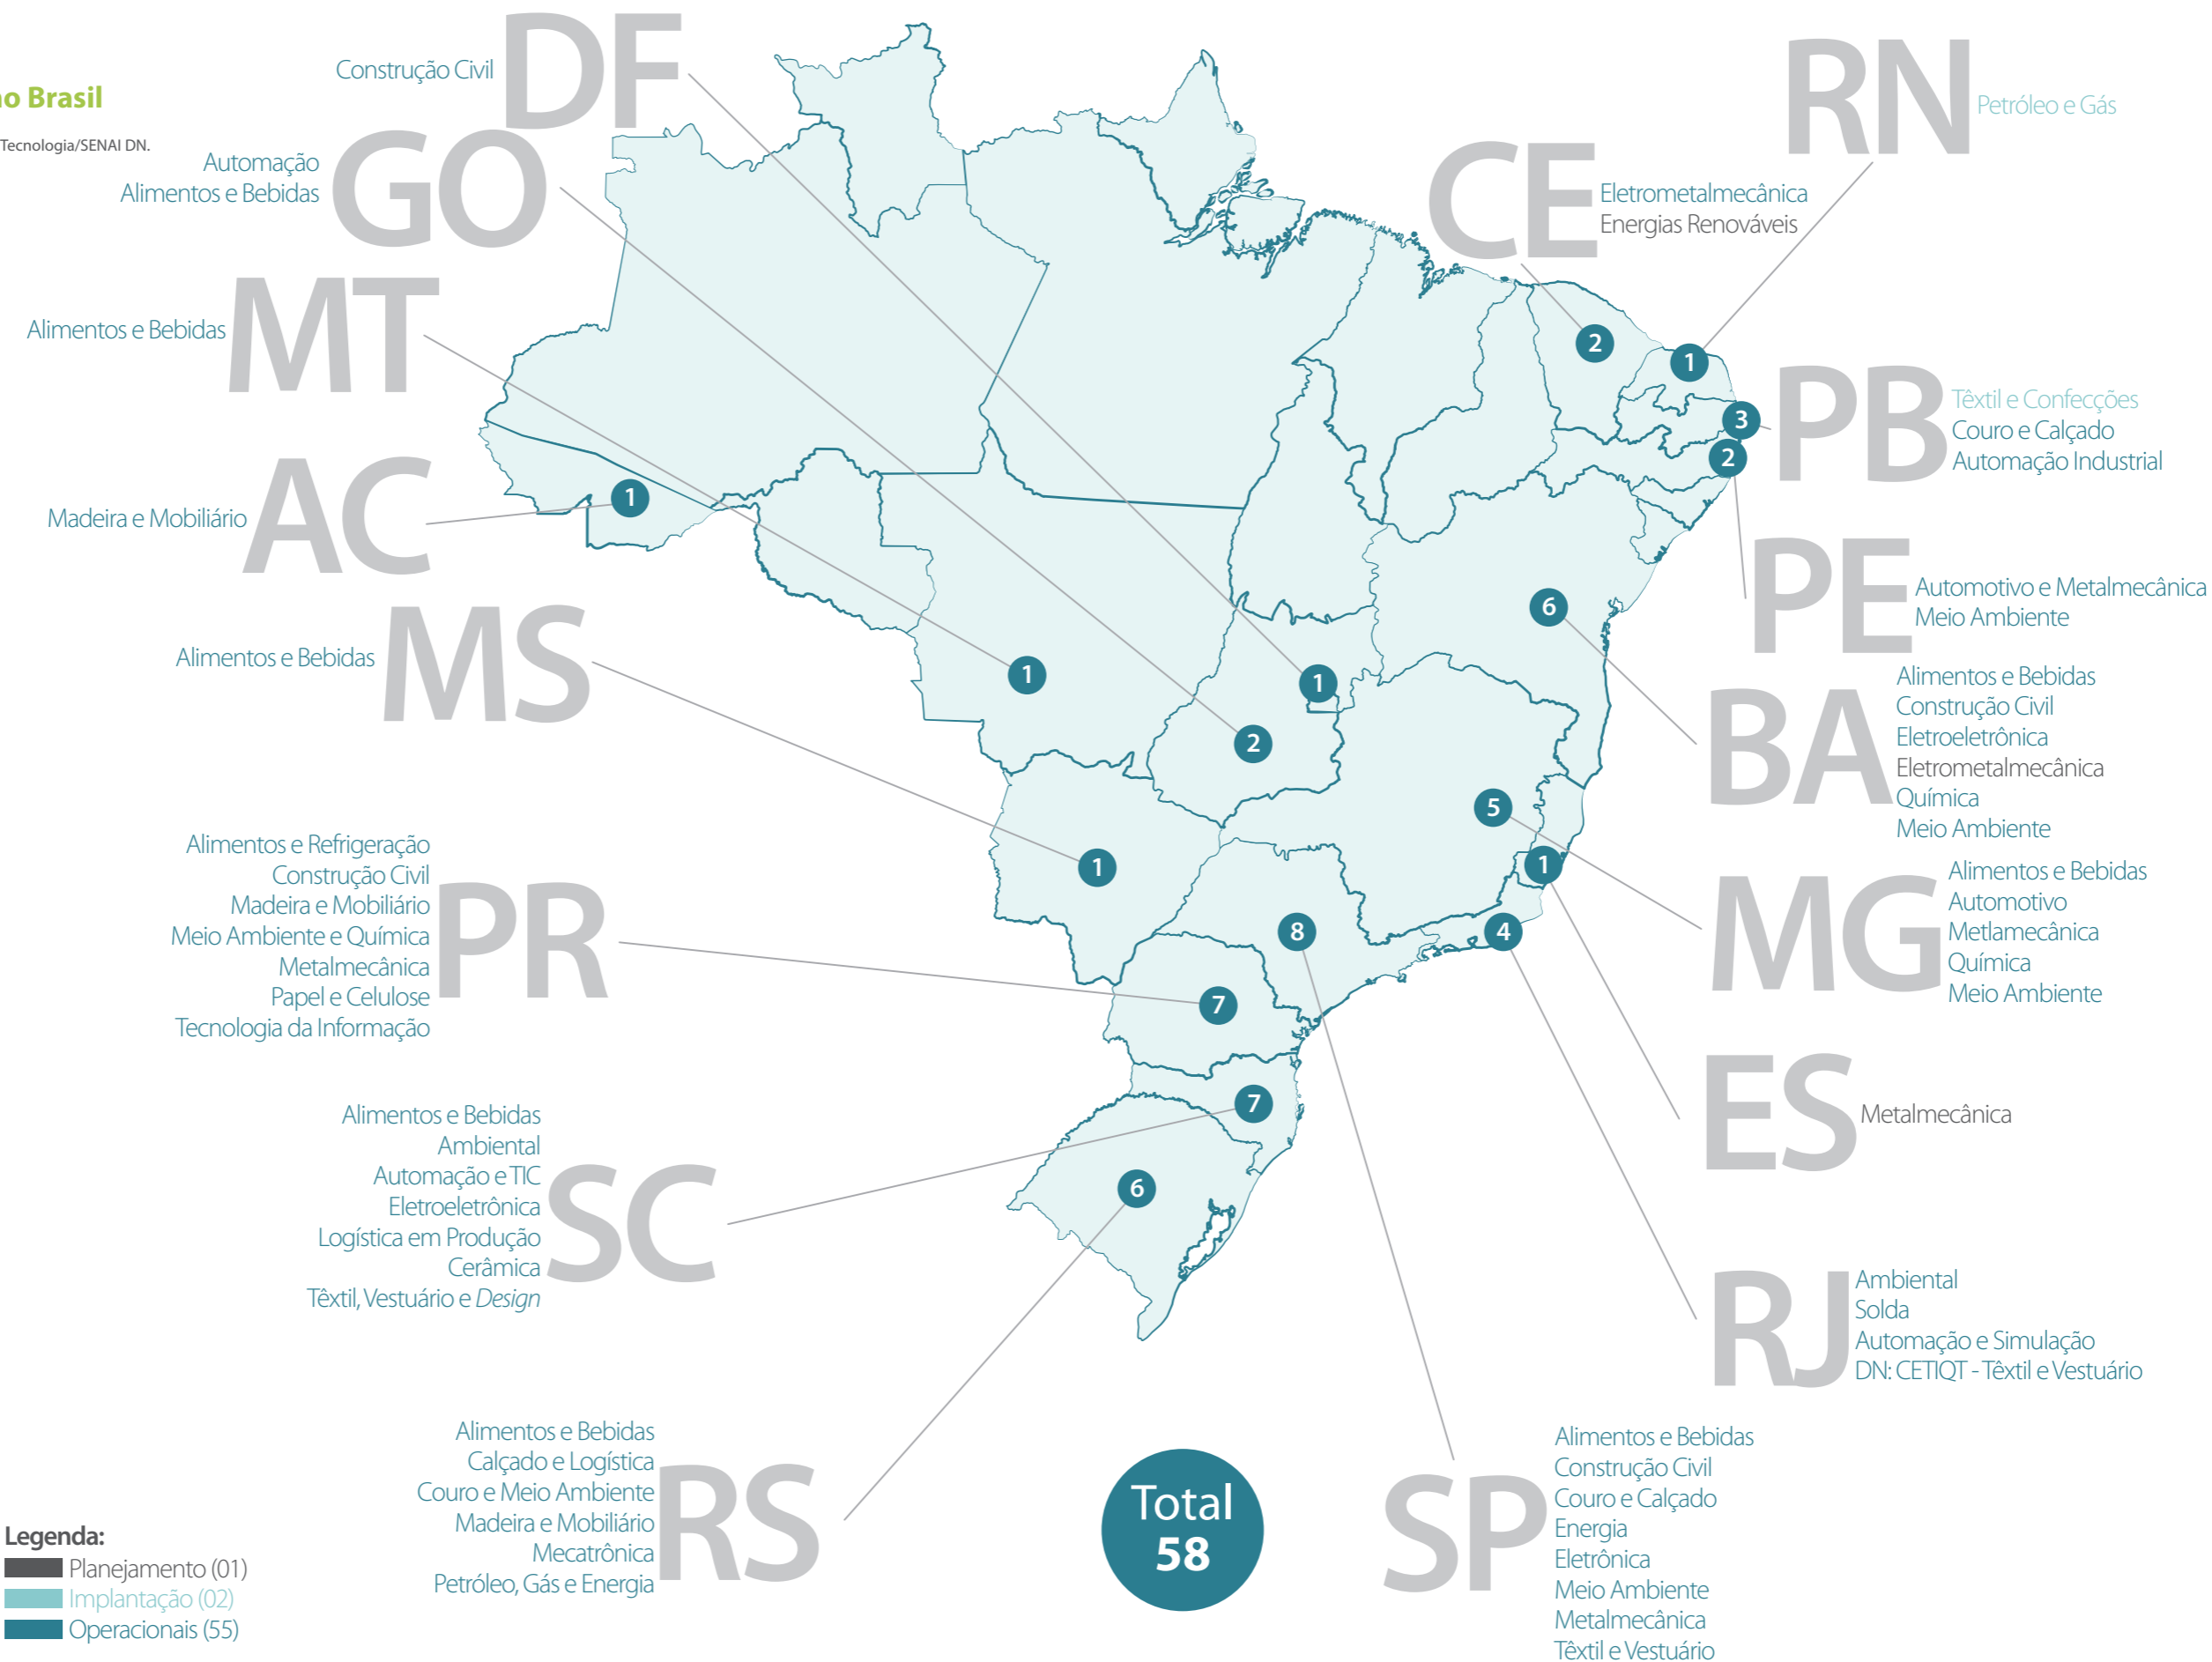 no Brasil
Tecnologia/SENAI DN.
DF
Construção Civil
GO
Automação
Alimentos e Bebidas
MT
Alimentos e Bebidas
AC
Madeira e Mobiliário
MS
Alimentos e Bebidas
PR
Alimentos e Refrigeração
Construção Civil
Madeira e Mobiliário
Meio Ambiente e Química
Metalmecânica
Papel e Celulose
Tecnologia da Informação
SC
Alimentos e Bebidas
Ambiental
Automação e TIC
Eletroeletrônica
Logística em Produção
Cerâmica
Têxtil, Vestuário e Design
RS
Alimentos e Bebidas
Calçado e Logística
Couro e Meio Ambiente
Madeira e Mobiliário
Mecatrônica
Petróleo, Gás e Energia
Legenda:
Planejamento (01)
Implantação (02)
Operacionais (55)
2
1
3
2
1
6
1
1
2
5
1
1
8
4
7
7
6
Total
58
RN
Petróleo e Gás
CE
Eletrometalmecânica
Energias Renováveis
PB
Têxtil e Confecções
Couro e Calçado
Automação Industrial
PE
Automotivo e Metalmecânica
Meio Ambiente
BA
Alimentos e Bebidas
Construção Civil
Eletroeletrônica
Eletrometalmecânica
Química
Meio Ambiente
MG
Alimentos e Bebidas
Automotivo
Metlamecânica
Química
Meio Ambiente
ES
Metalmecânica
RJ
Ambiental
Solda
Automação e Simulação
DN: CETIQT - Têxtil e Vestuário
SP
Alimentos e Bebidas
Construção Civil
Couro e Calçado
Energia
Eletrônica
Meio Ambiente
Metalmecânica
Têxtil e Vestuário